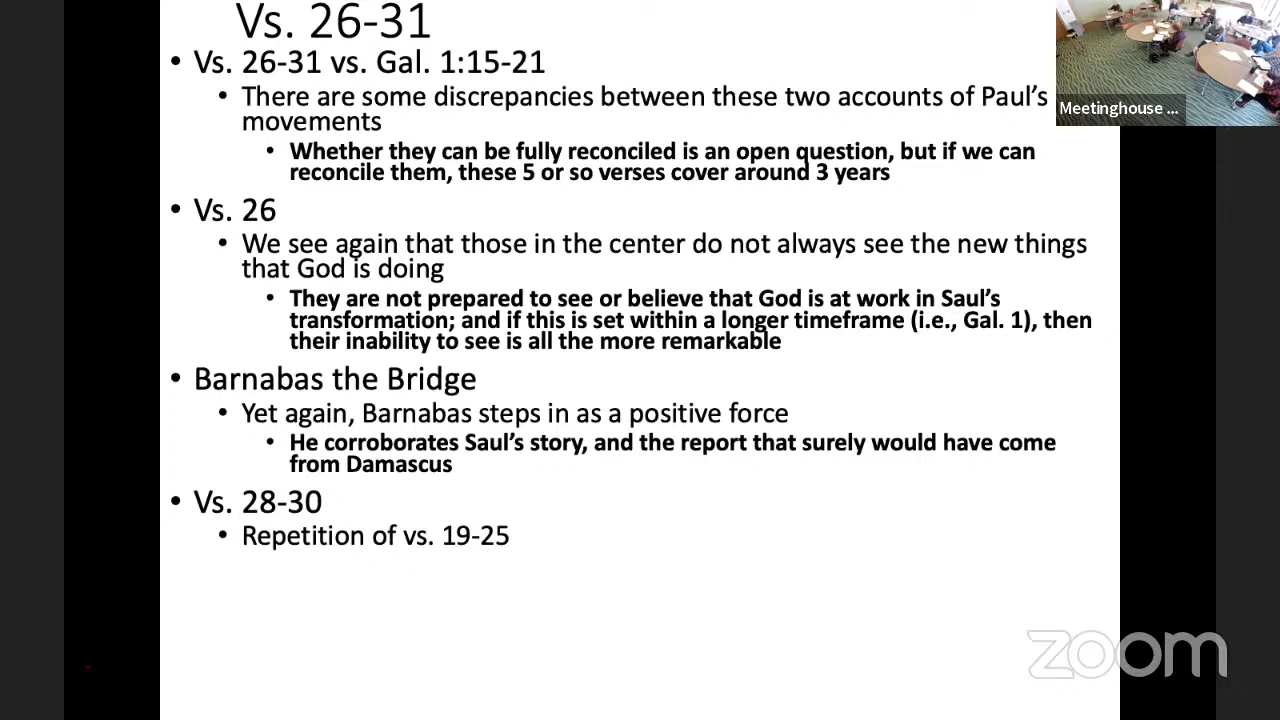 Vs. 26-31
• Vs. 26-31 vs. Gal. 1:15-21
• There are some discrepancies between these two accounts of Paul's
movements
• Whether they can be fully reconciled is an open question, but if we can
reconcile them, these 5 or so verses cover around 3 years
• Vs. 26
• We see again that those in the center do not always see the new things
that God is doing
• They are not prepared to see or believe that God is at work in Saul's
transformation; and if this is set within a longer timeframe (i.e., Gal. 1), then
their inability to see is all the more remarkable
• Barnabas the Bridge
• Yet again, Barnabas steps in as a positive force
• He corroborates Saul's story, and the report that surely would have come
from Damascus
• Vs. 28-30
• Repetition of vs. 19-25
Meetinghouse ...
zoom